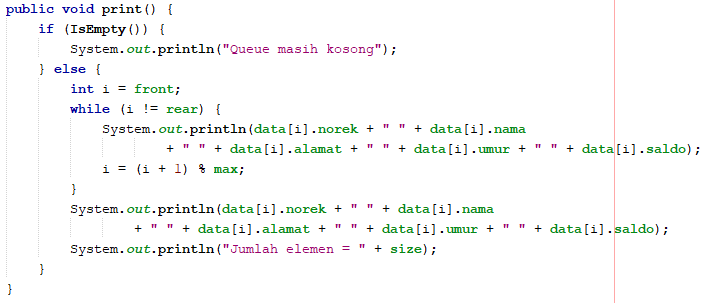 public void print() {
    if (IsEmpty()) {
        System.out.println("Queue masih kosong");
    } else {
        int i = front;
        while (i != rear) {
            System.out.println(data[i].norek + " " + data[i].nama
                    + " " + data[i].alamat + " " + data[i].umur + " " + data[i].saldo);
            i = (i + 1) % max;
        }
        System.out.println(data[i].norek + " " + data[i].nama
                + " " + data[i].alamat + " " + data[i].umur + " " + data[i].saldo);
        System.out.println("Jumlah elemen = " + size);
    }
}